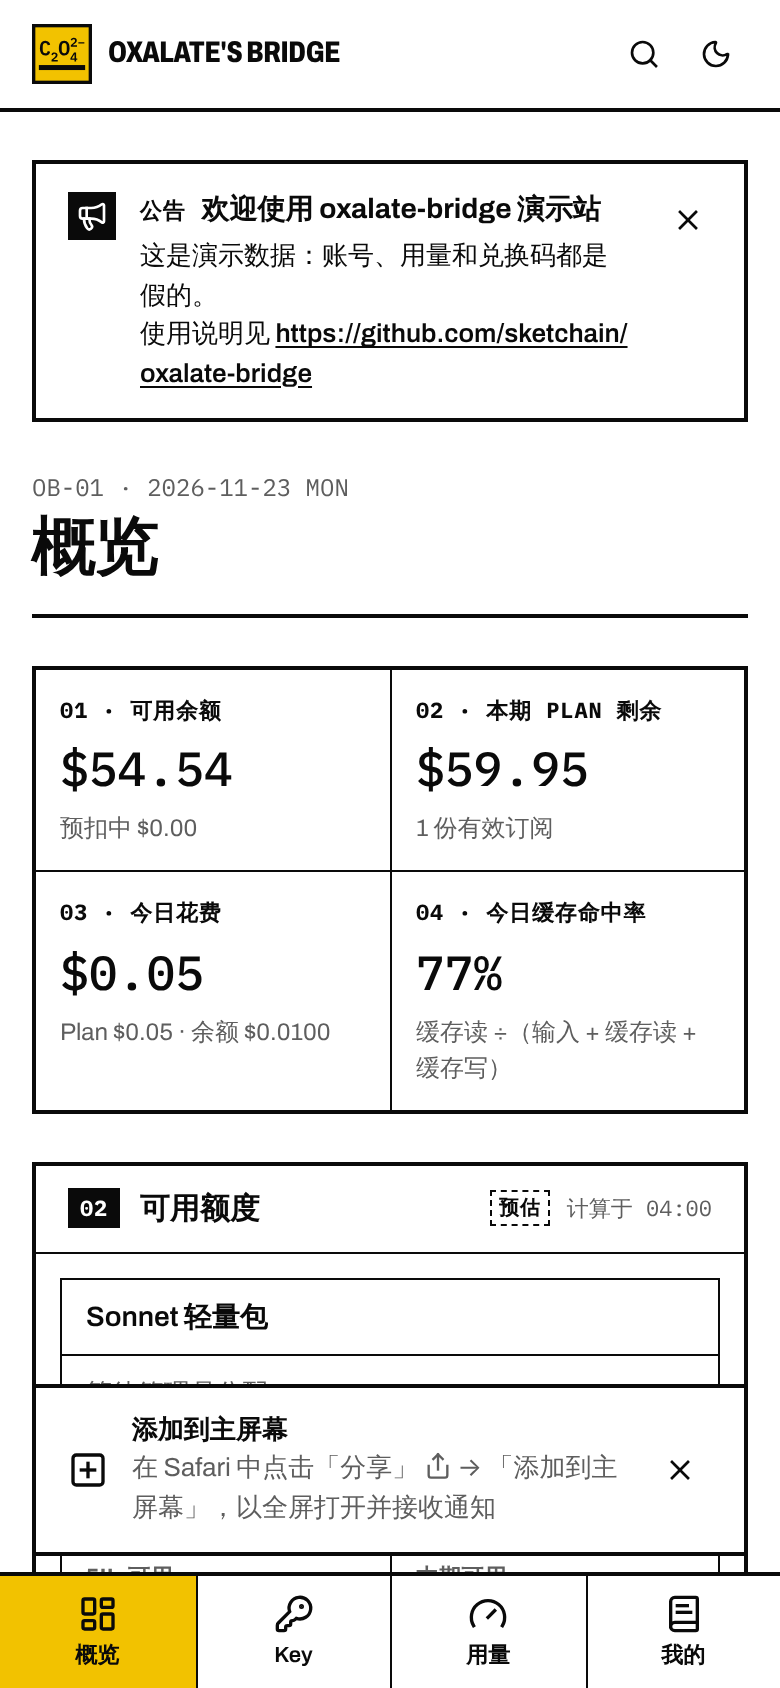 C₂O₄²⁻ OXALATE'S BRIDGE
公告 欢迎使用 oxalate-bridge 演示站
这是演示数据：账号、用量和兑换码都是
假的。
使用说明见 https://github.com/sketchain/
oxalate-bridge
OB-01 · 2026-11-23 MON
概览
01 · 可用余额
$54.54
预扣中 $0.00
02 · 本期 PLAN 剩余
$59.95
1 份有效订阅
03 · 今日花费
$0.05
Plan $0.05 · 余额 $0.0100
04 · 今日缓存命中率
77%
缓存读 ÷（输入 + 缓存读 +
缓存写）
02 可用额度 预估 计算于 04:00
Sonnet 轻量包
添加到主屏幕
在 Safari 中点击「分享」 → 「添加到主
屏幕」，以全屏打开并接收通知
概览 Key 用量 我的